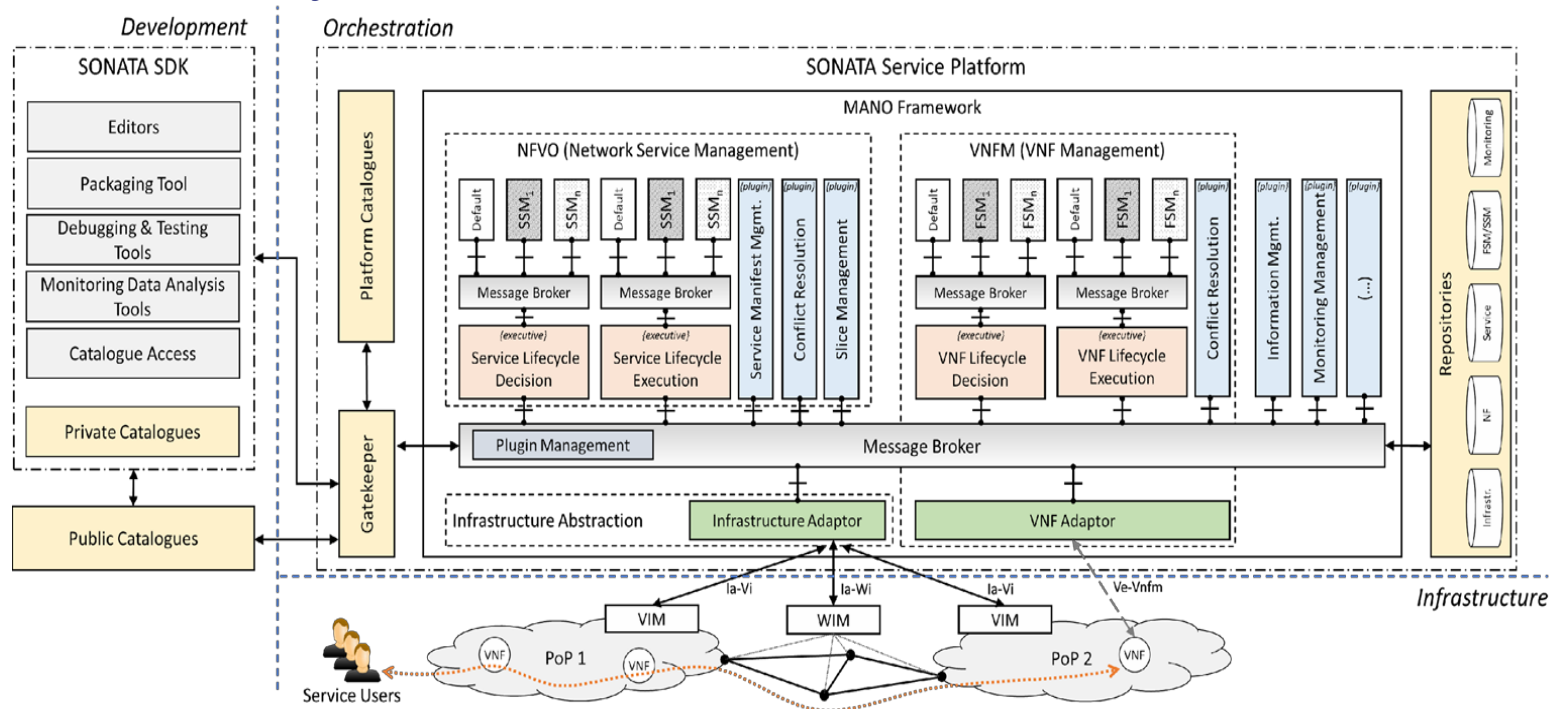 Development
Orchestration
SONATA SDK
Editors
Packaging Tool
Debugging & Testing
Tools
Monitoring Data Analysis
Tools
Catalogue Access
Private Catalogues
Public Catalogues
SONATA Service Platform
Platform Catalogues
Gatekeeper
MANO Framework
NFVO (Network Service Management)
Default
SSM1
SSMn
Default
SSM1
SSMn
Message Broker
Message Broker
{executive}
Service Lifecycle
Decision
{executive}
Service Lifecycle
Execution
{plugin}
Service Manifest Mgmt.
{plugin}
Conflict Resolution
{plugin}
Slice Management
VNFM (VNF Management)
Default
FSM1
FSMn
Default
FSM1
FSMn
Message Broker
Message Broker
{executive}
VNF Lifecycle
Decision
{executive}
VNF Lifecycle
Execution
{plugin}
Conflict Resolution
{plugin}
Information Mgmt.
{plugin}
Monitoring Management
{plugin}
(...)
Plugin Management
Message Broker
Infrastructure Abstraction
Infrastructure Adaptor
VNF Adaptor
Repositories
Monitoring
FSM/SSM
Service
NF
Infrastr.
Ia-Vi
Ia-Wi
Ia-Vi
Ve-Vnfm
Infrastructure
VIM
WIM
VIM
VNF
PoP 1
VNF
PoP 2
VNF
Service Users